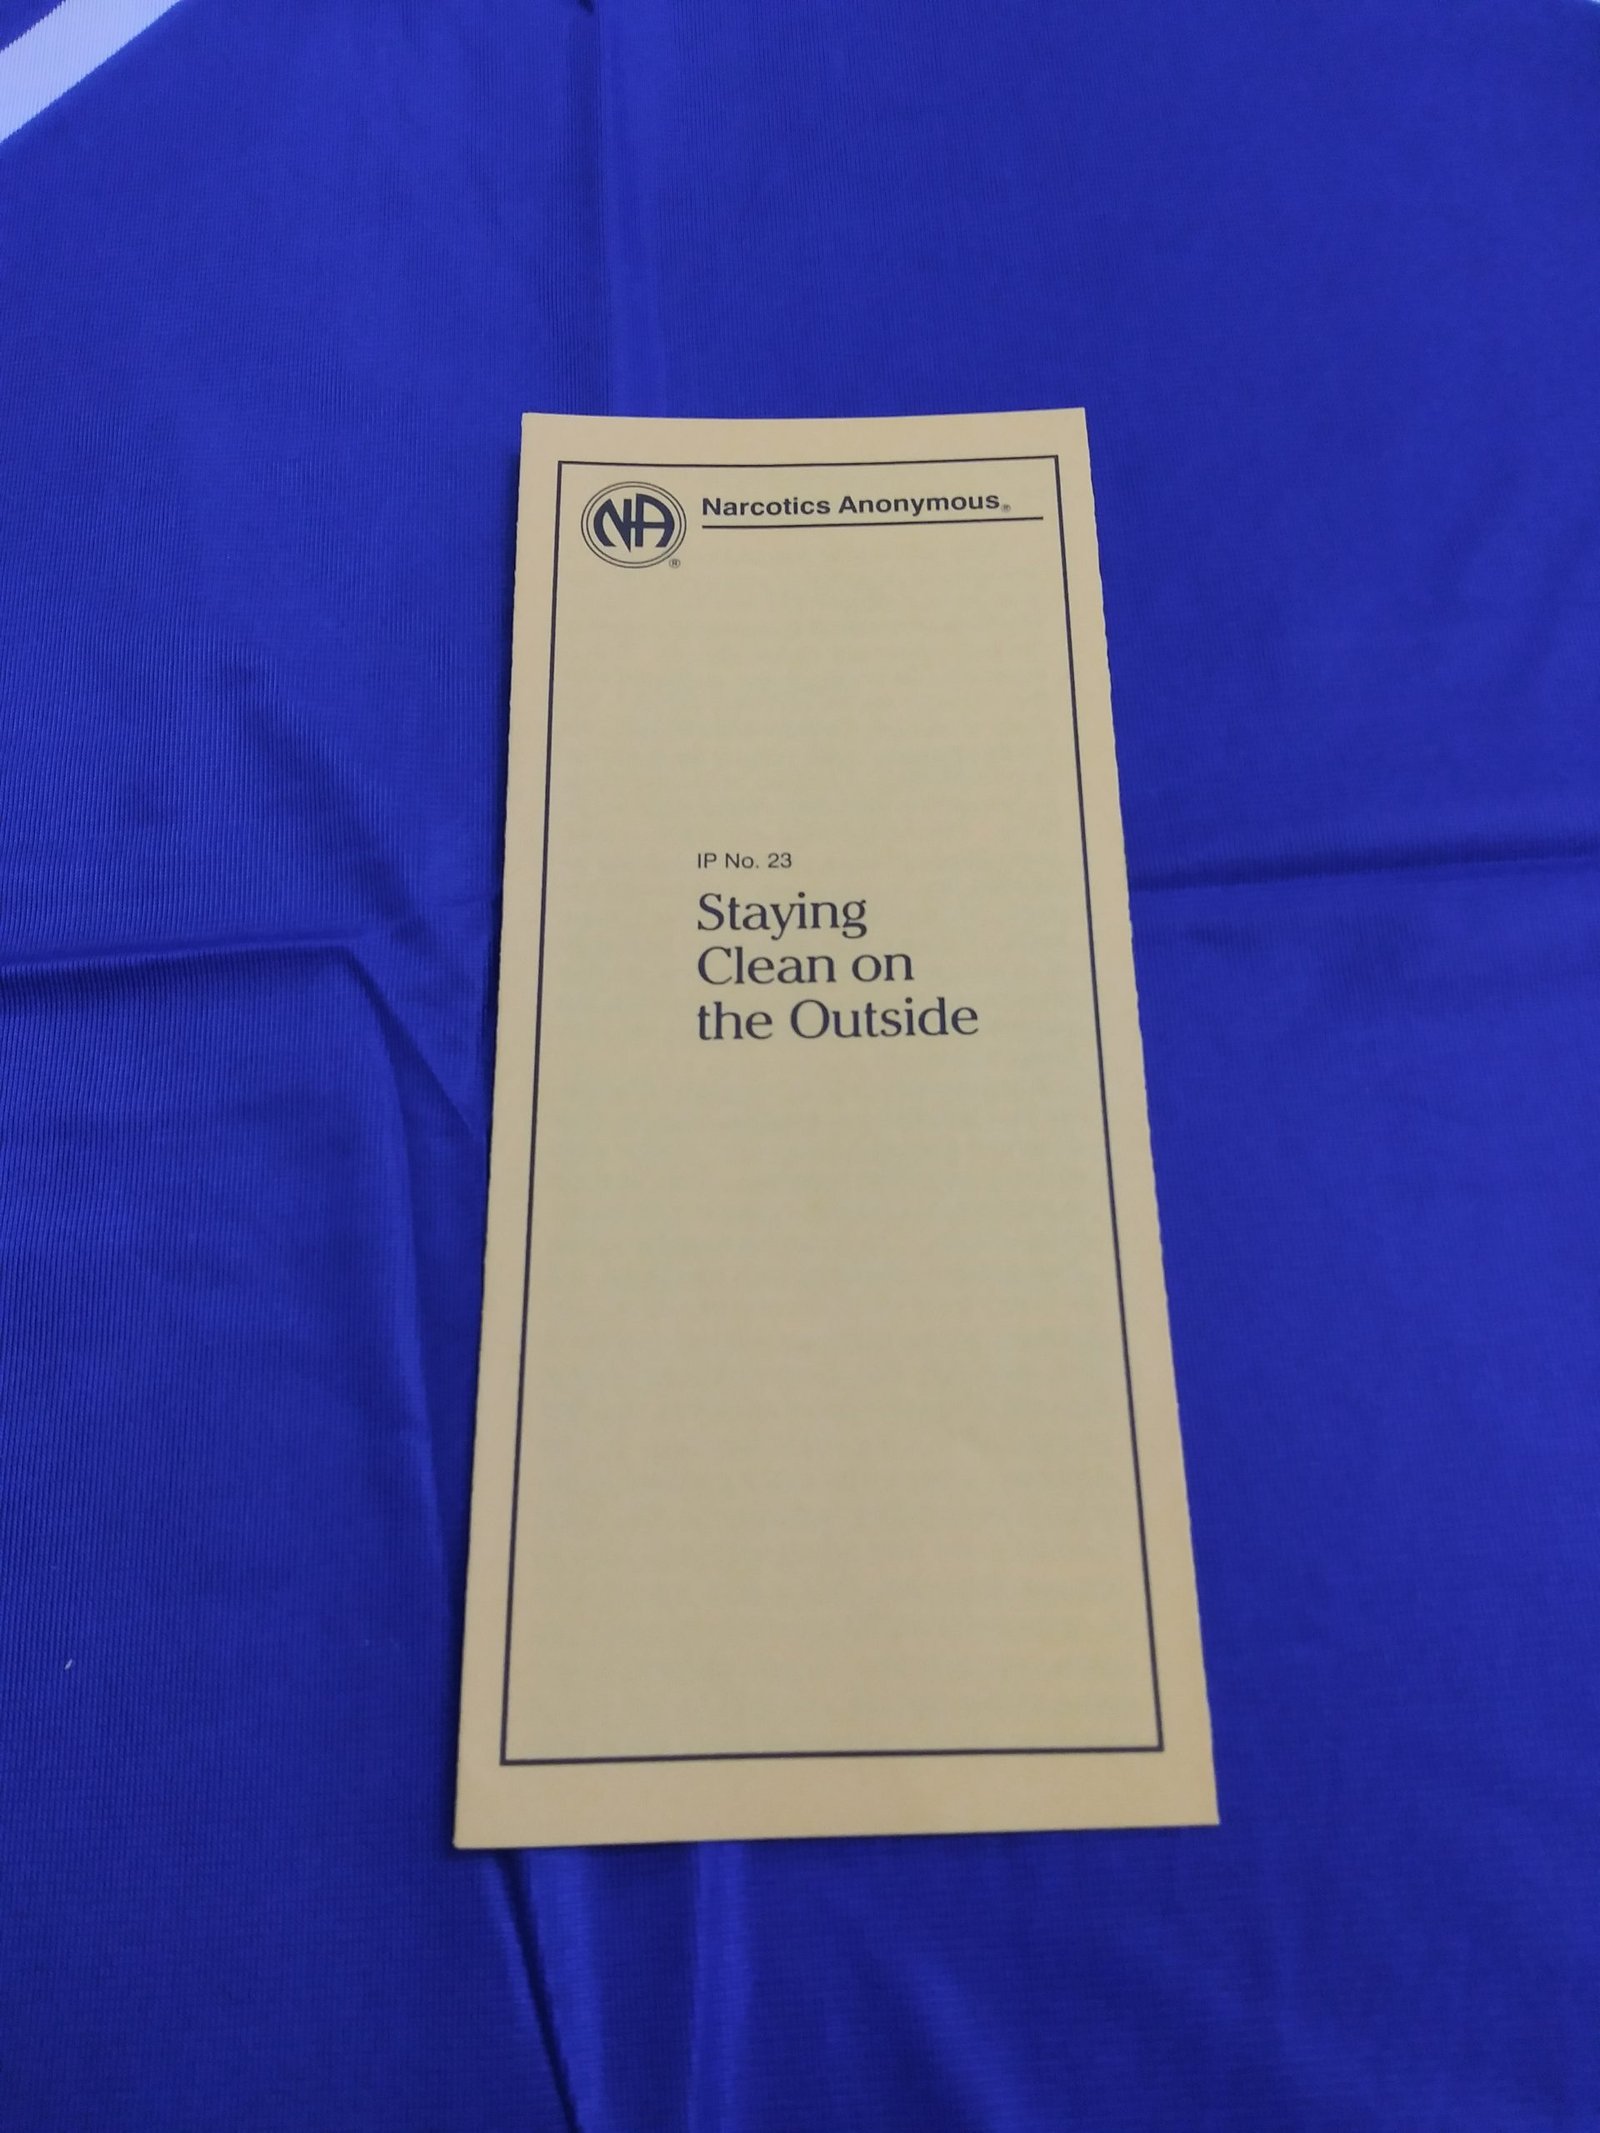 NA ®
Narcotics Anonymous®
IP No. 23
Staying
Clean on
the Outside